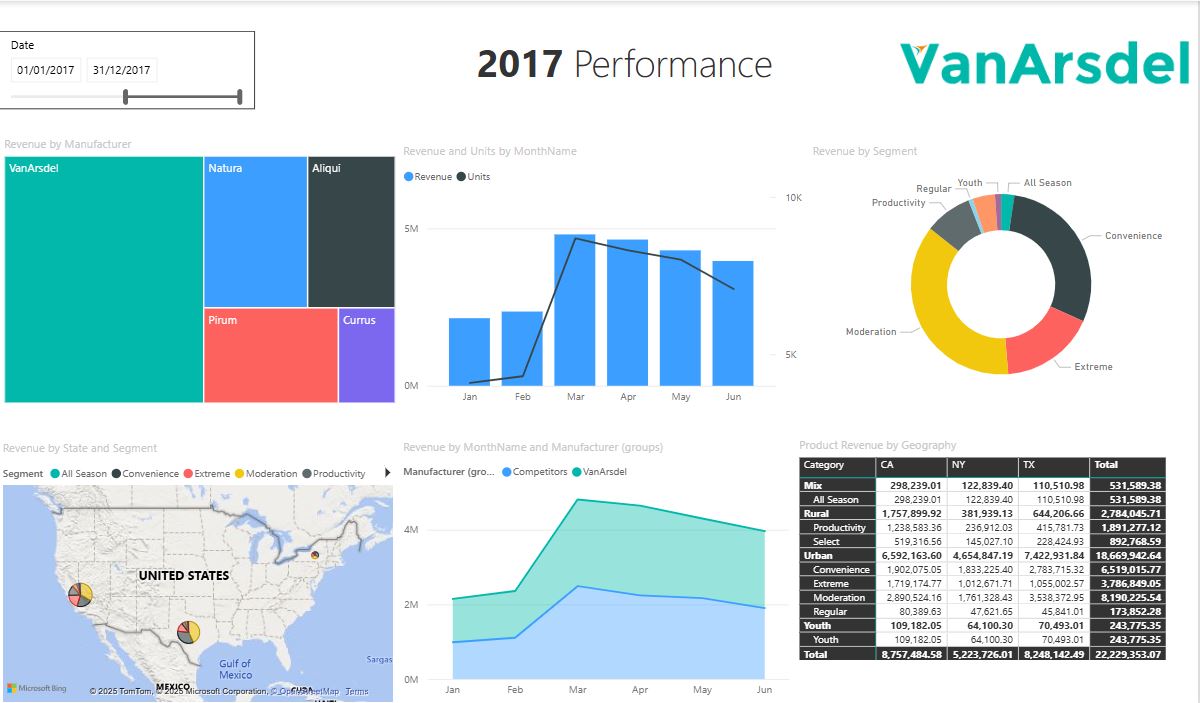 Date
01/01/2017 31/12/2017
2017 Performance
VanArsdel
Revenue by Manufacturer
VanArsdel
Natura
Aliqui
Pirum
Currus
Revenue and Units by MonthName
Revenue Units
10K
5M
5K
0M
Jan Feb Mar Apr May Jun
Revenue by Segment
Youth All Season
Regular
Productivity
Convenience
Moderation
Extreme
Revenue by State and Segment
Segment All Season Convenience Extreme Moderation Productivity
UNITED STATES
Gulf of
Mexico
Sargas
MEXICO
CUBA
HAITI
Microsoft Bing
© 2025 TomTom, © 2025 Microsoft Corporation, © OpenStreetMap Terms
Revenue by MonthName and Manufacturer (groups)
Manufacturer (gro... Competitors VanArsdel
4M
2M
0M
Jan Feb Mar Apr May Jun
Product Revenue by Geography
Category CA NY TX Total
Mix 298,239.01 122,839.40 110,510.98 531,589.38
All Season 298,239.01 122,839.40 110,510.98 531,589.38
Rural 1,757,899.92 381,939.13 644,206.66 2,784,045.71
Productivity 1,238,583.36 236,912.03 415,781.73 1,891,277.12
Select 519,316.56 145,027.10 228,424.93 892,768.59
Urban 6,592,163.60 4,654,847.19 7,422,931.84 18,669,942.64
Convenience 1,902,075.05 1,833,225.40 2,783,715.32 6,519,015.77
Extreme 1,719,174.77 1,012,671.71 1,055,002.57 3,786,849.05
Moderation 2,890,524.16 1,761,328.43 3,538,372.95 8,190,225.54
Regular 80,389.63 47,621.65 45,841.01 173,852.28
Youth 109,182.05 64,100.30 70,493.01 243,775.35
Youth 109,182.05 64,100.30 70,493.01 243,775.35
Total 8,757,484.58 5,223,726.01 8,248,142.49 22,229,353.07